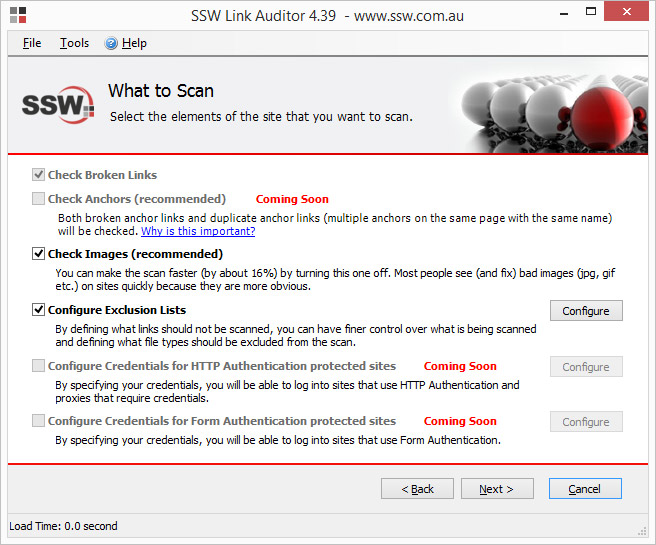 SSW Link Auditor 4.39 - www.ssw.com.au
File Tools Help
SSW
What to Scan
Select the elements of the site that you want to scan.
Check Broken Links
Check Anchors (recommended) Coming Soon
Both broken anchor links and duplicate anchor links (multiple anchors on the same page with the same name)
will be checked. Why is this important?
Check Images (recommended)
You can make the scan faster (by about 16%) by turning this one off. Most people see (and fix) bad images (jpg, gif
etc.) on sites quickly because they are more obvious.
Configure Exclusion Lists Configure
By defining what links should not be scanned, you can have finer control over what is being scanned
and defining what file types should be excluded from the scan.
Configure Credentials for HTTP Authentication protected sites Coming Soon Configure
By specifying your credentials, you will be able to log into sites that use HTTP Authentication and
proxies that require credentials.
Configure Credentials for Form Authentication protected sites Coming Soon Configure
By specifying your credentials, you will be able to log into sites that use Form Authentication.
< Back Next > Cancel
Load Time: 0.0 second